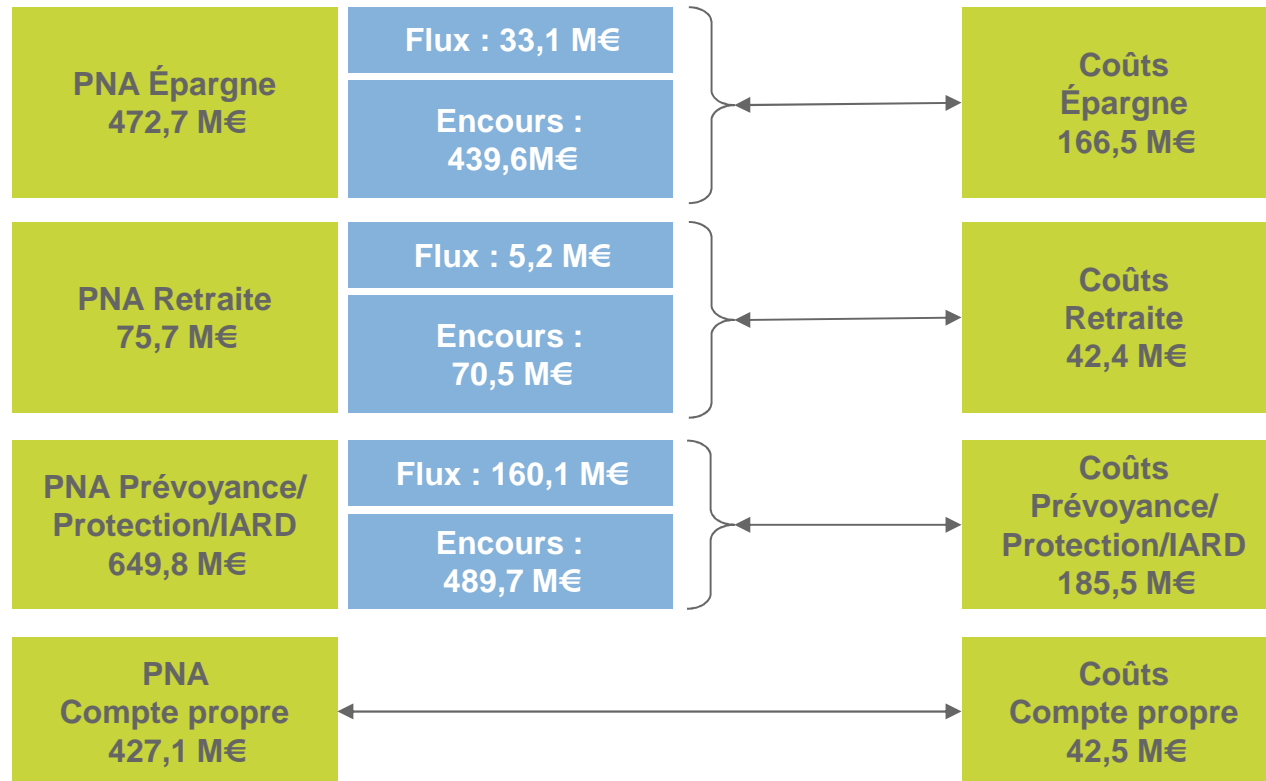 PNA Épargne
472,7 M€
Flux : 33,1 M€
Encours :
439,6M€
Coûts
Épargne
166,5 M€
PNA Retraite
75,7 M€
Flux : 5,2 M€
Encours :
70,5 M€
Coûts
Retraite
42,4 M€
PNA Prévoyance/
Protection/IARD
649,8 M€
Flux : 160,1 M€
Encours :
489,7 M€
Coûts
Prévoyance/
Protection/IARD
185,5 M€
PNA
Compte propre
427,1 M€
Coûts
Compte propre
42,5 M€